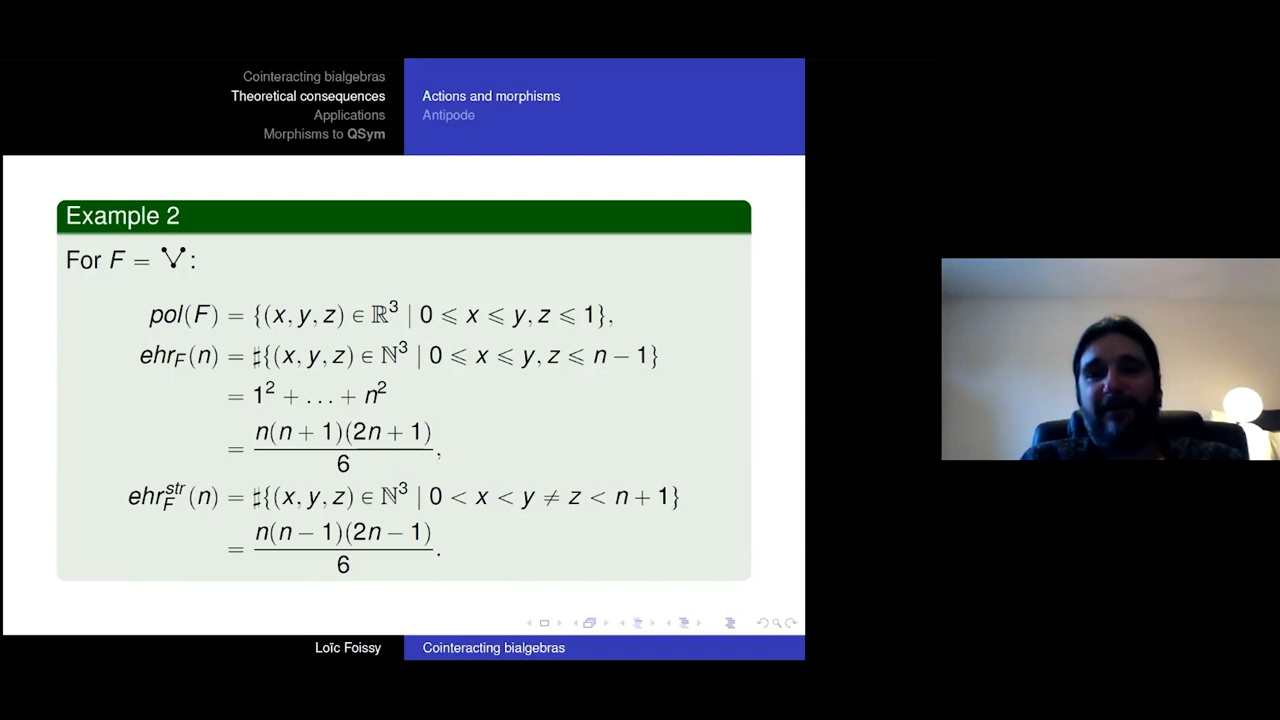 Cointeracting bialgebras
Theoretical consequences
Applications
Morphisms to QSym
Actions and morphisms
Antipode
Example 2
For F = :
pol(F) = {(x, y, z) ∈ ℝ³ | 0 ⩽ x ⩽ y, z ⩽ 1},
ehr_F(n) = ♯{(x, y, z) ∈ ℕ³ | 0 ⩽ x ⩽ y, z ⩽ n − 1}
= 1² + … + n²
= n(n + 1)(2n + 1)/6,
ehr_F^str(n) = ♯{(x, y, z) ∈ ℕ³ | 0 < x < y ≠ z < n + 1}
= n(n − 1)(2n − 1)/6.
Loïc Foissy
Cointeracting bialgebras